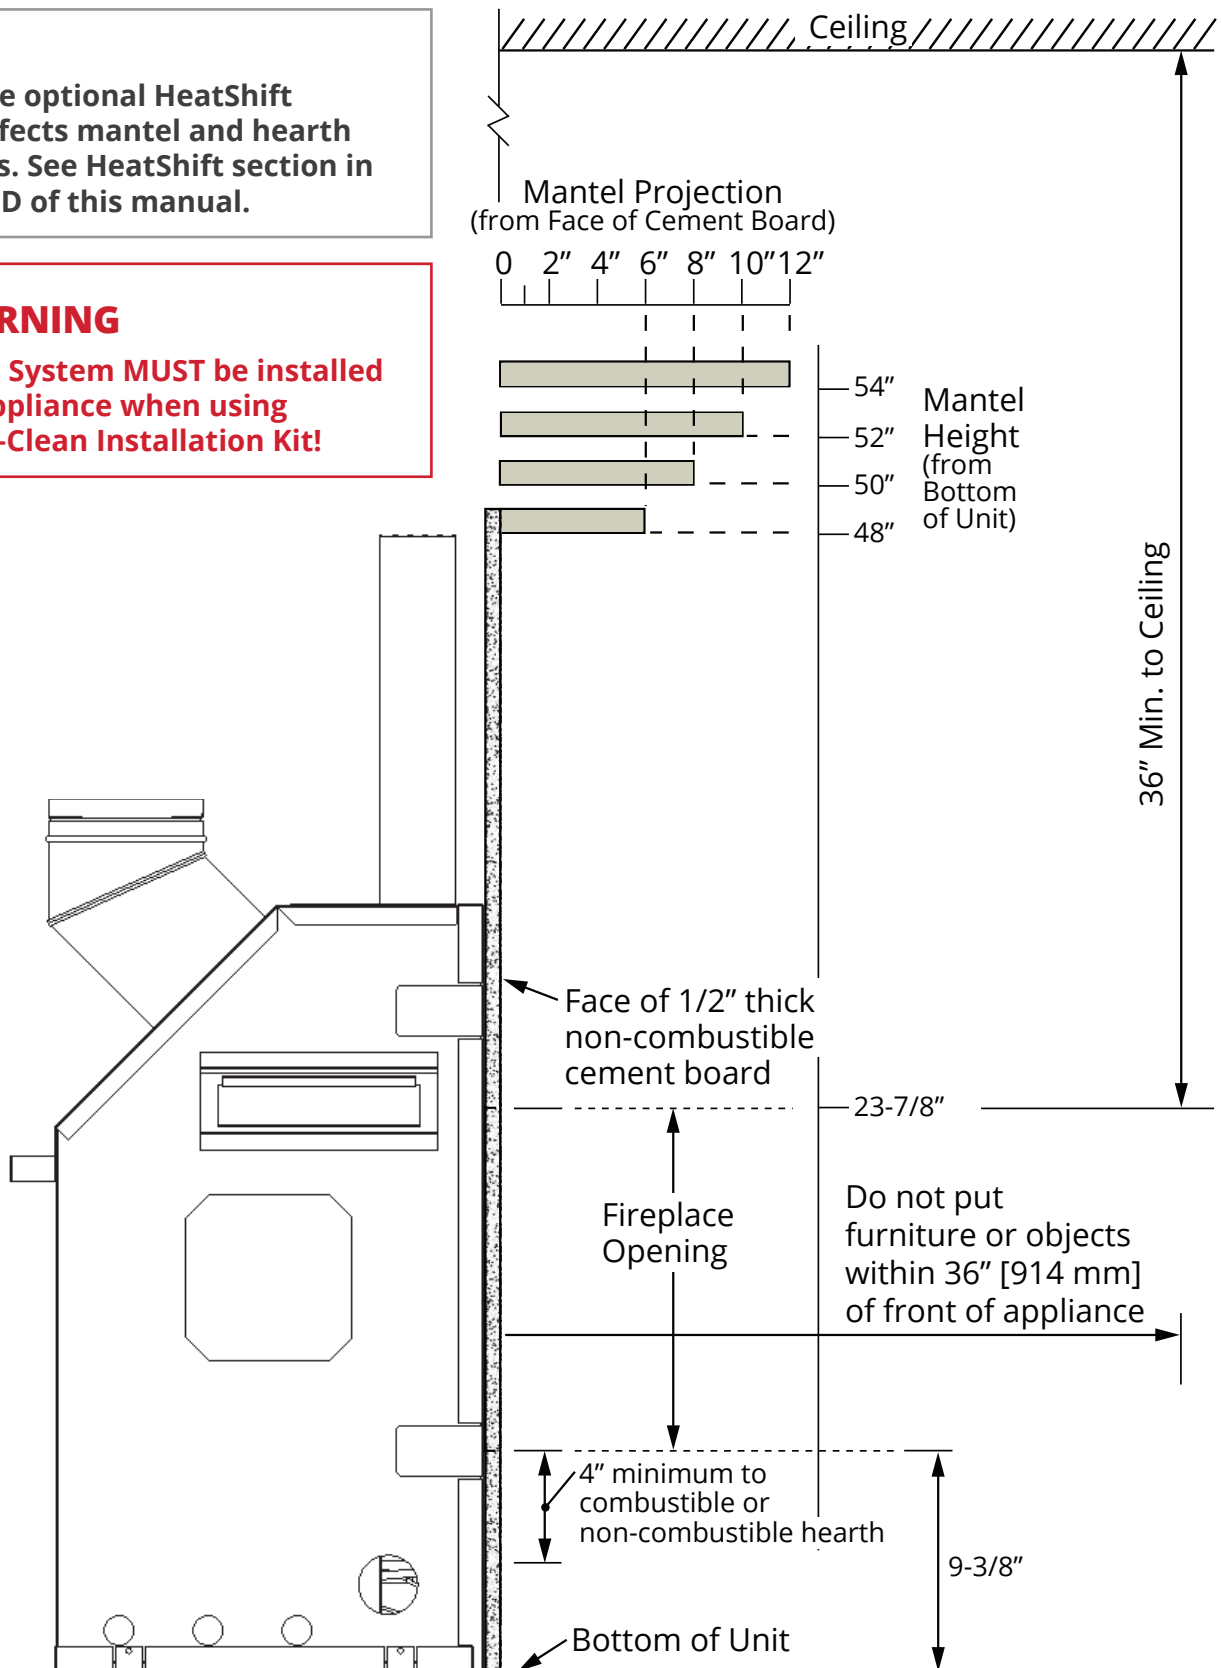 Ceiling
e optional HeatShift
fects mantel and hearth
s. See HeatShift section in
D of this manual.
RNING
System MUST be installed
ppliance when using
-Clean Installation Kit!
Mantel Projection
(from Face of Cement Board)
0 2” 4” 6” 8” 10” 12”
54”
52”
50”
48”
Mantel
Height
(from
Bottom
of Unit)
36” Min. to Ceiling
Face of 1/2” thick
non-combustible
cement board
23-7/8”
Fireplace
Opening
Do not put
furniture or objects
within 36” [914 mm]
of front of appliance
4” minimum to
combustible or
non-combustible hearth
9-3/8”
Bottom of Unit